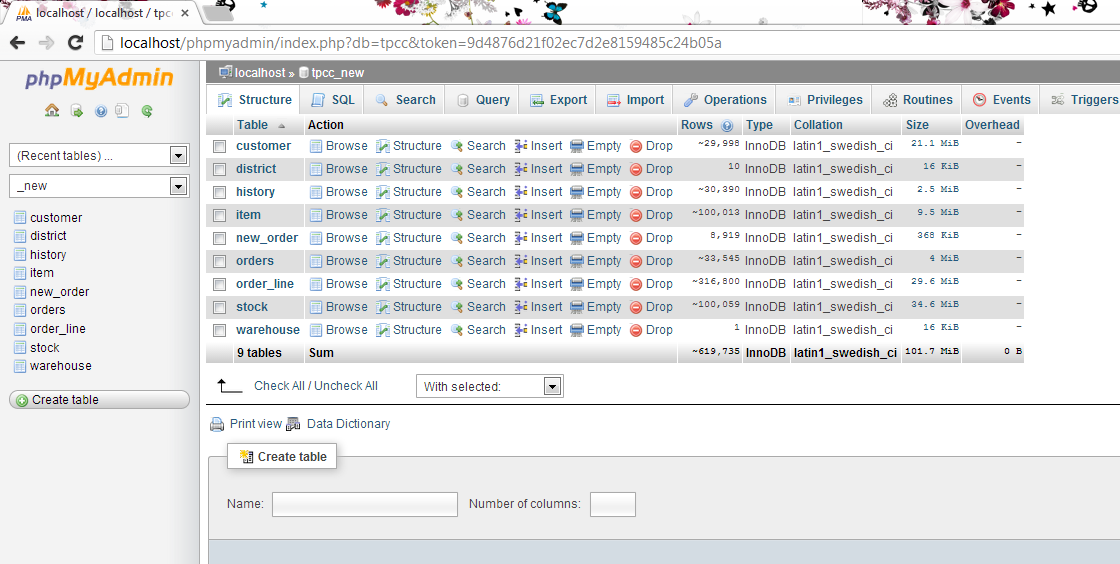 localhost / localhost / tpcc
localhost/phpmyadmin/index.php?db=tpcc&token=9d4876d21f02ec7d2e8159485c24b05a
phpMyAdmin
(Recent tables) ...
_new
customer
district
history
item
new_order
orders
order_line
stock
warehouse
Create table
localhost » tpcc_new
Structure SQL Search Query Export Import Operations Privileges Routines Events Triggers
Table Action Rows Type Collation Size Overhead
customer Browse Structure Search Insert Empty Drop ~29,998 InnoDB latin1_swedish_ci 21.1 MiB -
district Browse Structure Search Insert Empty Drop 10 InnoDB latin1_swedish_ci 16 KiB -
history Browse Structure Search Insert Empty Drop ~30,390 InnoDB latin1_swedish_ci 2.5 MiB -
item Browse Structure Search Insert Empty Drop ~100,013 InnoDB latin1_swedish_ci 9.5 MiB -
new_order Browse Structure Search Insert Empty Drop 8,919 InnoDB latin1_swedish_ci 368 KiB -
orders Browse Structure Search Insert Empty Drop ~33,545 InnoDB latin1_swedish_ci 4 MiB -
order_line Browse Structure Search Insert Empty Drop ~316,800 InnoDB latin1_swedish_ci 29.6 MiB -
stock Browse Structure Search Insert Empty Drop ~100,059 InnoDB latin1_swedish_ci 34.6 MiB -
warehouse Browse Structure Search Insert Empty Drop 1 InnoDB latin1_swedish_ci 16 KiB -
9 tables Sum ~619,735 InnoDB latin1_swedish_ci 101.7 MiB 0 B
Check All / Uncheck All With selected:
Print view Data Dictionary
Create table
Name: Number of columns: